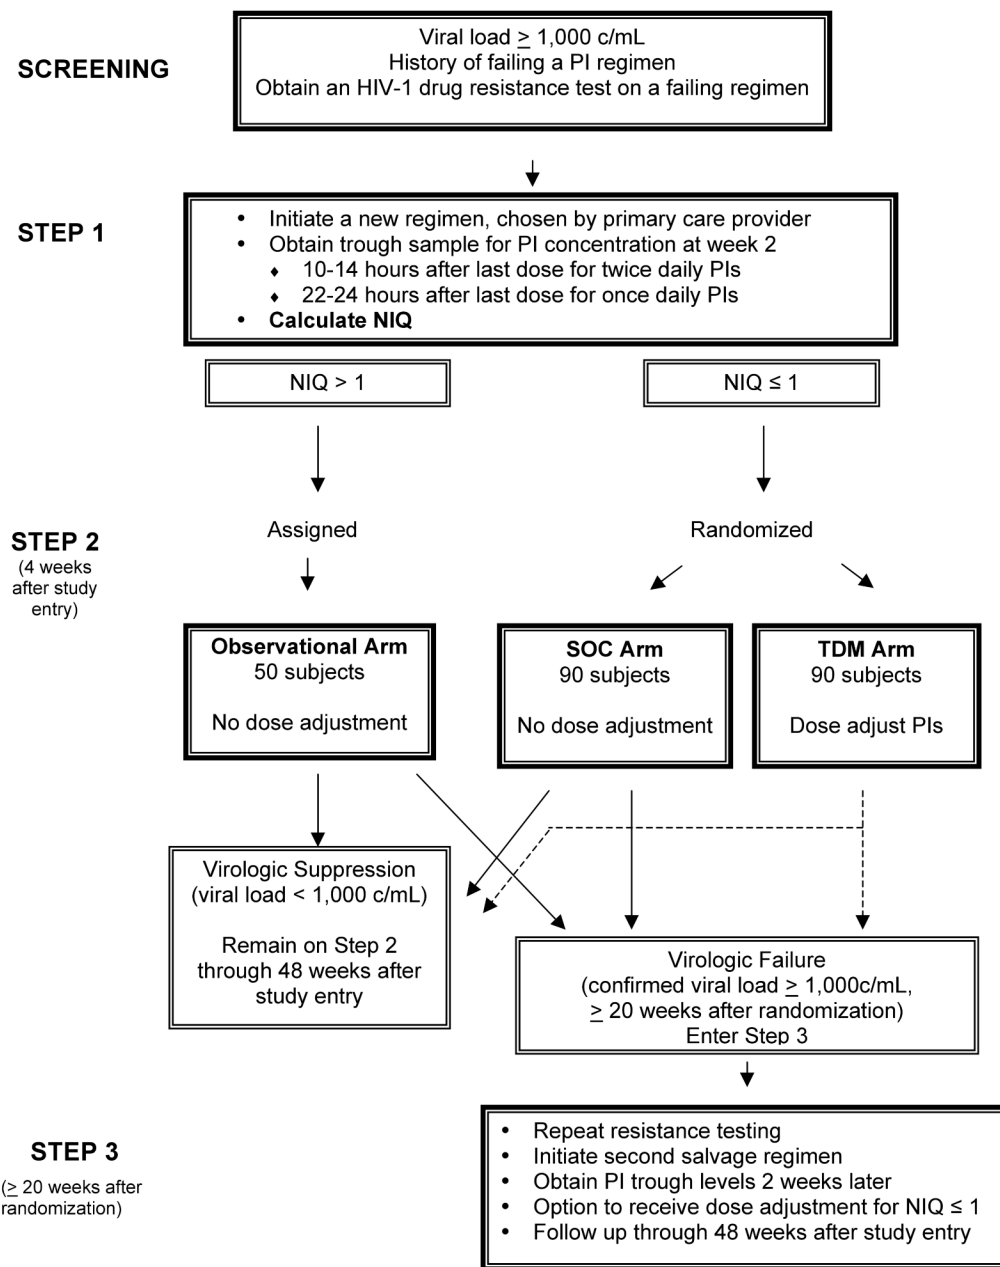 SCREENING
Viral load ≥ 1,000 c/mL
History of failing a PI regimen
Obtain an HIV-1 drug resistance test on a failing regimen
STEP 1
• Initiate a new regimen, chosen by primary care provider
• Obtain trough sample for PI concentration at week 2
♦ 10-14 hours after last dose for twice daily PIs
♦ 22-24 hours after last dose for once daily PIs
• Calculate NIQ
NIQ > 1
NIQ ≤ 1
STEP 2
(4 weeks
after study
entry)
Assigned
Randomized
Observational Arm
50 subjects
No dose adjustment
SOC Arm
90 subjects
No dose adjustment
TDM Arm
90 subjects
Dose adjust PIs
Virologic Suppression
(viral load < 1,000 c/mL)
Remain on Step 2
through 48 weeks after
study entry
Virologic Failure
(confirmed viral load ≥ 1,000c/mL,
≥ 20 weeks after randomization)
Enter Step 3
STEP 3
(≥ 20 weeks after
randomization)
• Repeat resistance testing
• Initiate second salvage regimen
• Obtain PI trough levels 2 weeks later
• Option to receive dose adjustment for NIQ ≤ 1
• Follow up through 48 weeks after study entry